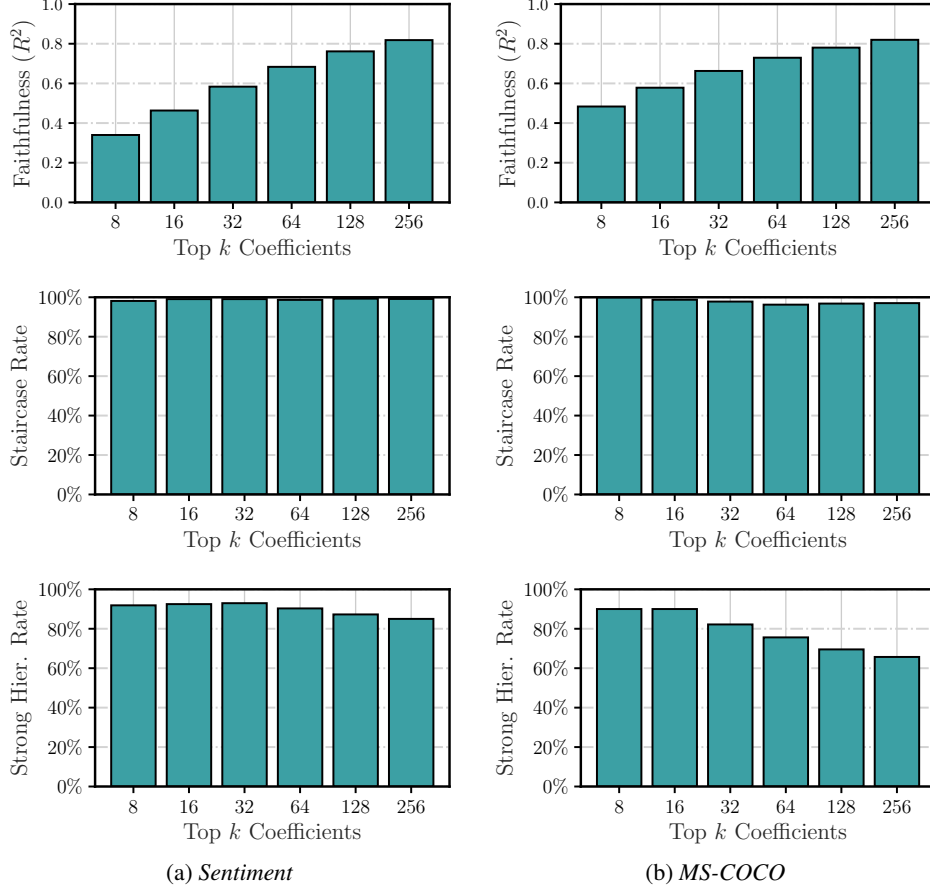 Faithfulness (R²)
1.0
0.8
0.6
0.4
0.2
0.0
8 16 32 64 128 256
Top k Coefficients
Faithfulness (R²)
1.0
0.8
0.6
0.4
0.2
0.0
8 16 32 64 128 256
Top k Coefficients
Staircase Rate
100%
80%
60%
40%
20%
0%
8 16 32 64 128 256
Top k Coefficients
Staircase Rate
100%
80%
60%
40%
20%
0%
8 16 32 64 128 256
Top k Coefficients
Strong Hier. Rate
100%
80%
60%
40%
20%
0%
8 16 32 64 128 256
Top k Coefficients
(a) Sentiment
Strong Hier. Rate
100%
80%
60%
40%
20%
0%
8 16 32 64 128 256
Top k Coefficients
(b) MS-COCO